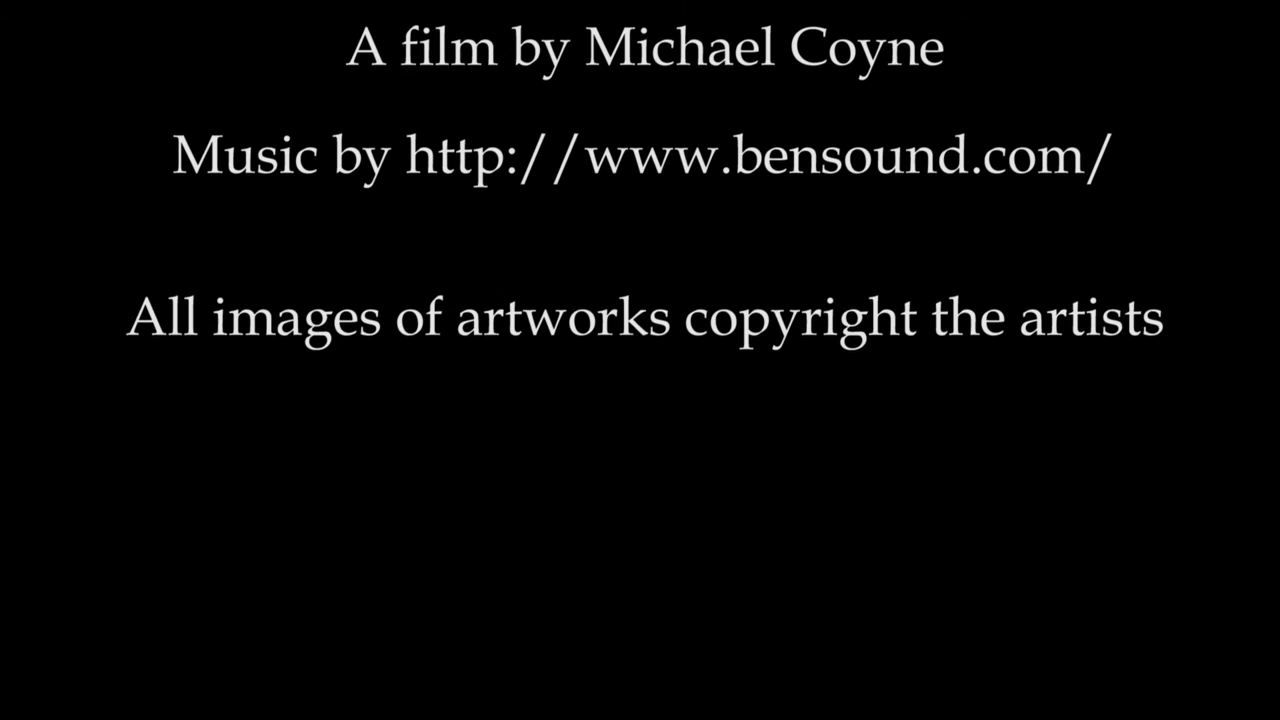 A film by Michael Coyne
Music by http://www.bensound.com/
All images of artworks copyright the artists